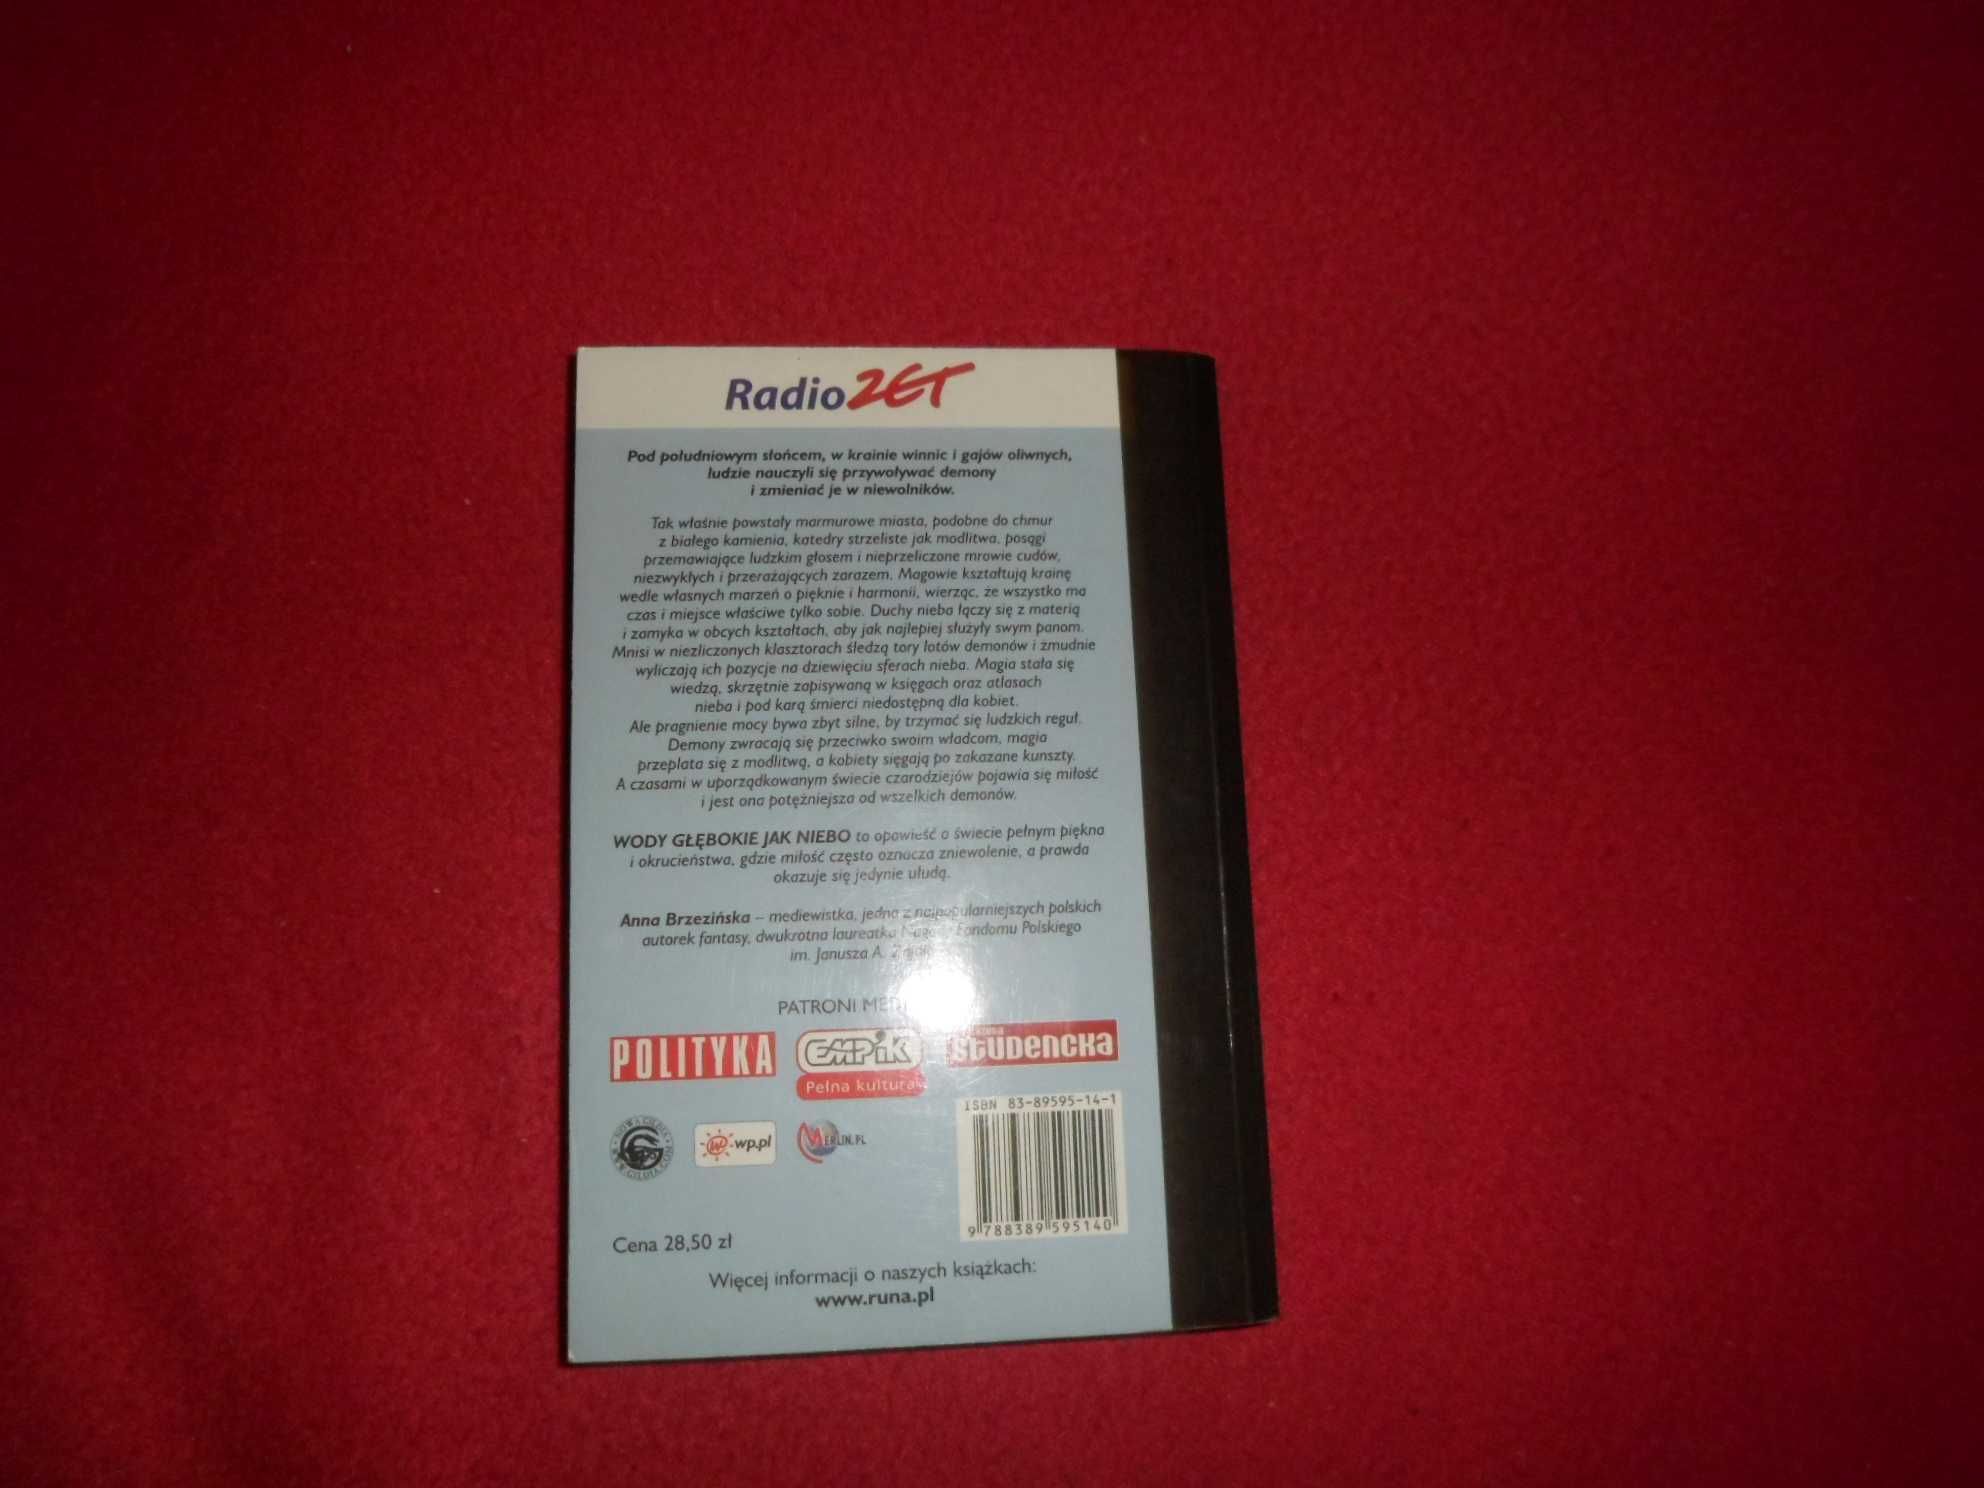 Radio ZET
Pod południowym słońcem, w krainie winnic i gajów oliwnych,
ludzie nauczyli się przywoływać demony
i zmieniać je w niewolników.
Tak właśnie powstały marmurowe miasta, podobne do chmur
z białego kamienia, katedry strzeliste jak modlitwa, posągi
przemawiające ludzkim głosem i nieprzeliczone mrowie cudów,
niezwykłych i przerażających zarazem. Magowie kształtują krainę
wedle własnych marzeń o pięknie i harmonii, wierząc, że wszystko ma
czas i miejsce właściwe tylko sobie. Duchy nieba łączy się z materią
i zamyka w obcych kształtach, aby jak najlepiej służyły swym panom.
Mnisi w niezliczonych klasztorach śledzą tory lotów demonów i żmudnie
wyliczają ich pozycje na dziewięciu sferach nieba. Magia stała się
wiedzą, skrzętnie zapisywaną w księgach oraz atlasach
nieba i pod karą śmierci niedostępną dla kobiet.
Ale pragnienie mocy bywa zbyt silne, by trzymać się ludzkich reguł.
Demony zwracają się przeciwko swoim władcom, magia
przeplata się z modlitwą, a kobiety sięgają po zakazane kunszty.
A czasami w uporządkowanym świecie czarodziejów pojawia się miłość
i jest ona potężniejsza od wszelkich demonów.
WODY GŁĘBOKIE JAK NIEBO to opowieść o świecie pełnym piękna
i okrucieństwa, gdzie miłość często oznacza zniewolenie, a prawda
okazuje się jedynie ułudą.
Anna Brzezińska – mediewistka, jedna z najpopularniejszych polskich
autorek fantasy, dwukrotna laureatka Fandomu Polskiego
im. Janusza A.
PATRONI
POLITYKA
EMPiK
Pełna kultura
studencka
NOWA GILDIA
WWW.GILDIA.COM
wp.pl
MERLIN.PL
ISBN 83-89595-14-1
9 788389 595140
Cena 28,50 zł
Więcej informacji o naszych książkach:
www.runa.pl